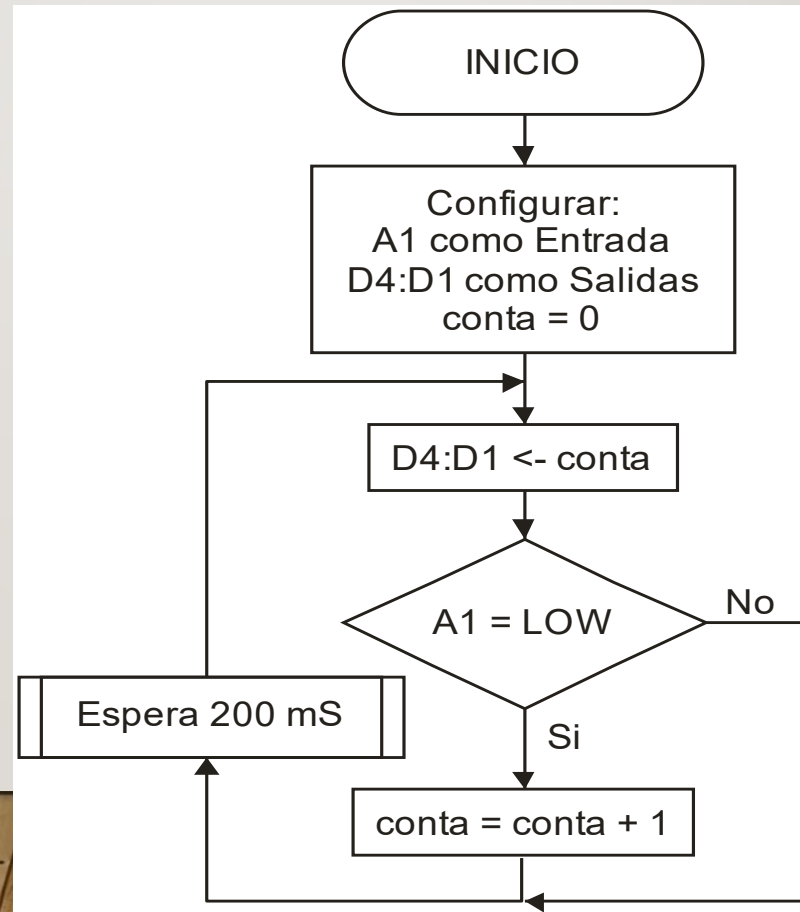 INICIO
Configurar:
A1 como Entrada
D4:D1 como Salidas
conta = 0
D4:D1 <- conta
A1 = LOW
No
Espera 200 mS
Si
conta = conta + 1